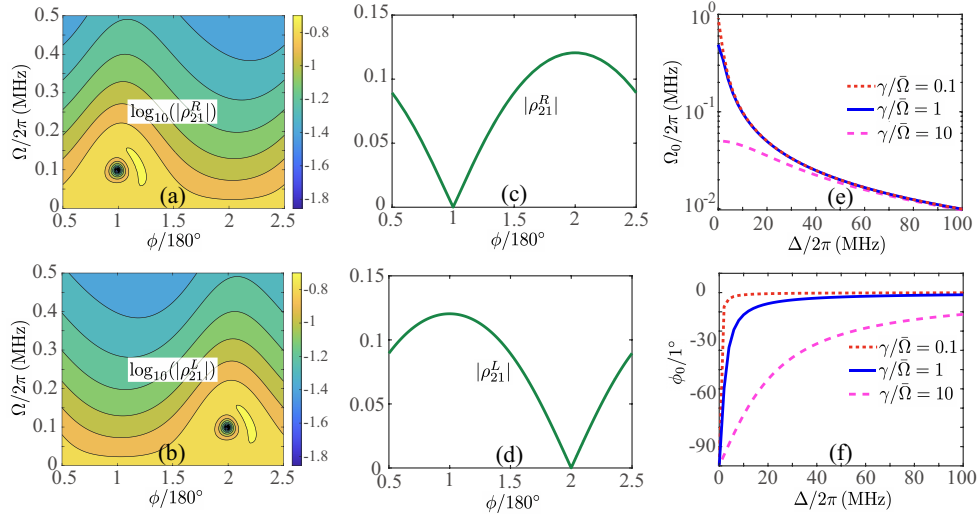 Ω/2π (MHz)
0.5
0.4
0.3
0.2
0.1
0
log₁₀(|ρ₂₁ᴿ|)
(a)
0.5
1
1.5
2
2.5
ϕ/180°
-0.8
-1
-1.2
-1.4
-1.6
-1.8
0.15
0.1
0.05
0
|ρ₂₁ᴿ|
(c)
0.5
1
1.5
2
2.5
ϕ/180°
Ω₀/2π (MHz)
10⁰
10⁻¹
10⁻²
γ/Ω̄ = 0.1
γ/Ω̄ = 1
γ/Ω̄ = 10
(e)
0
20
40
60
80
100
Δ/2π (MHz)
Ω/2π (MHz)
0.5
0.4
0.3
0.2
0.1
0
log₁₀(|ρ₂₁ᴸ|)
(b)
0.5
1
1.5
2
2.5
ϕ/180°
-0.8
-1
-1.2
-1.4
-1.6
-1.8
0.15
0.1
0.05
0
|ρ₂₁ᴸ|
(d)
0.5
1
1.5
2
2.5
ϕ/180°
ϕ₀/1°
0
-30
-60
-90
γ/Ω̄ = 0.1
γ/Ω̄ = 1
γ/Ω̄ = 10
(f)
0
20
40
60
80
100
Δ/2π (MHz)